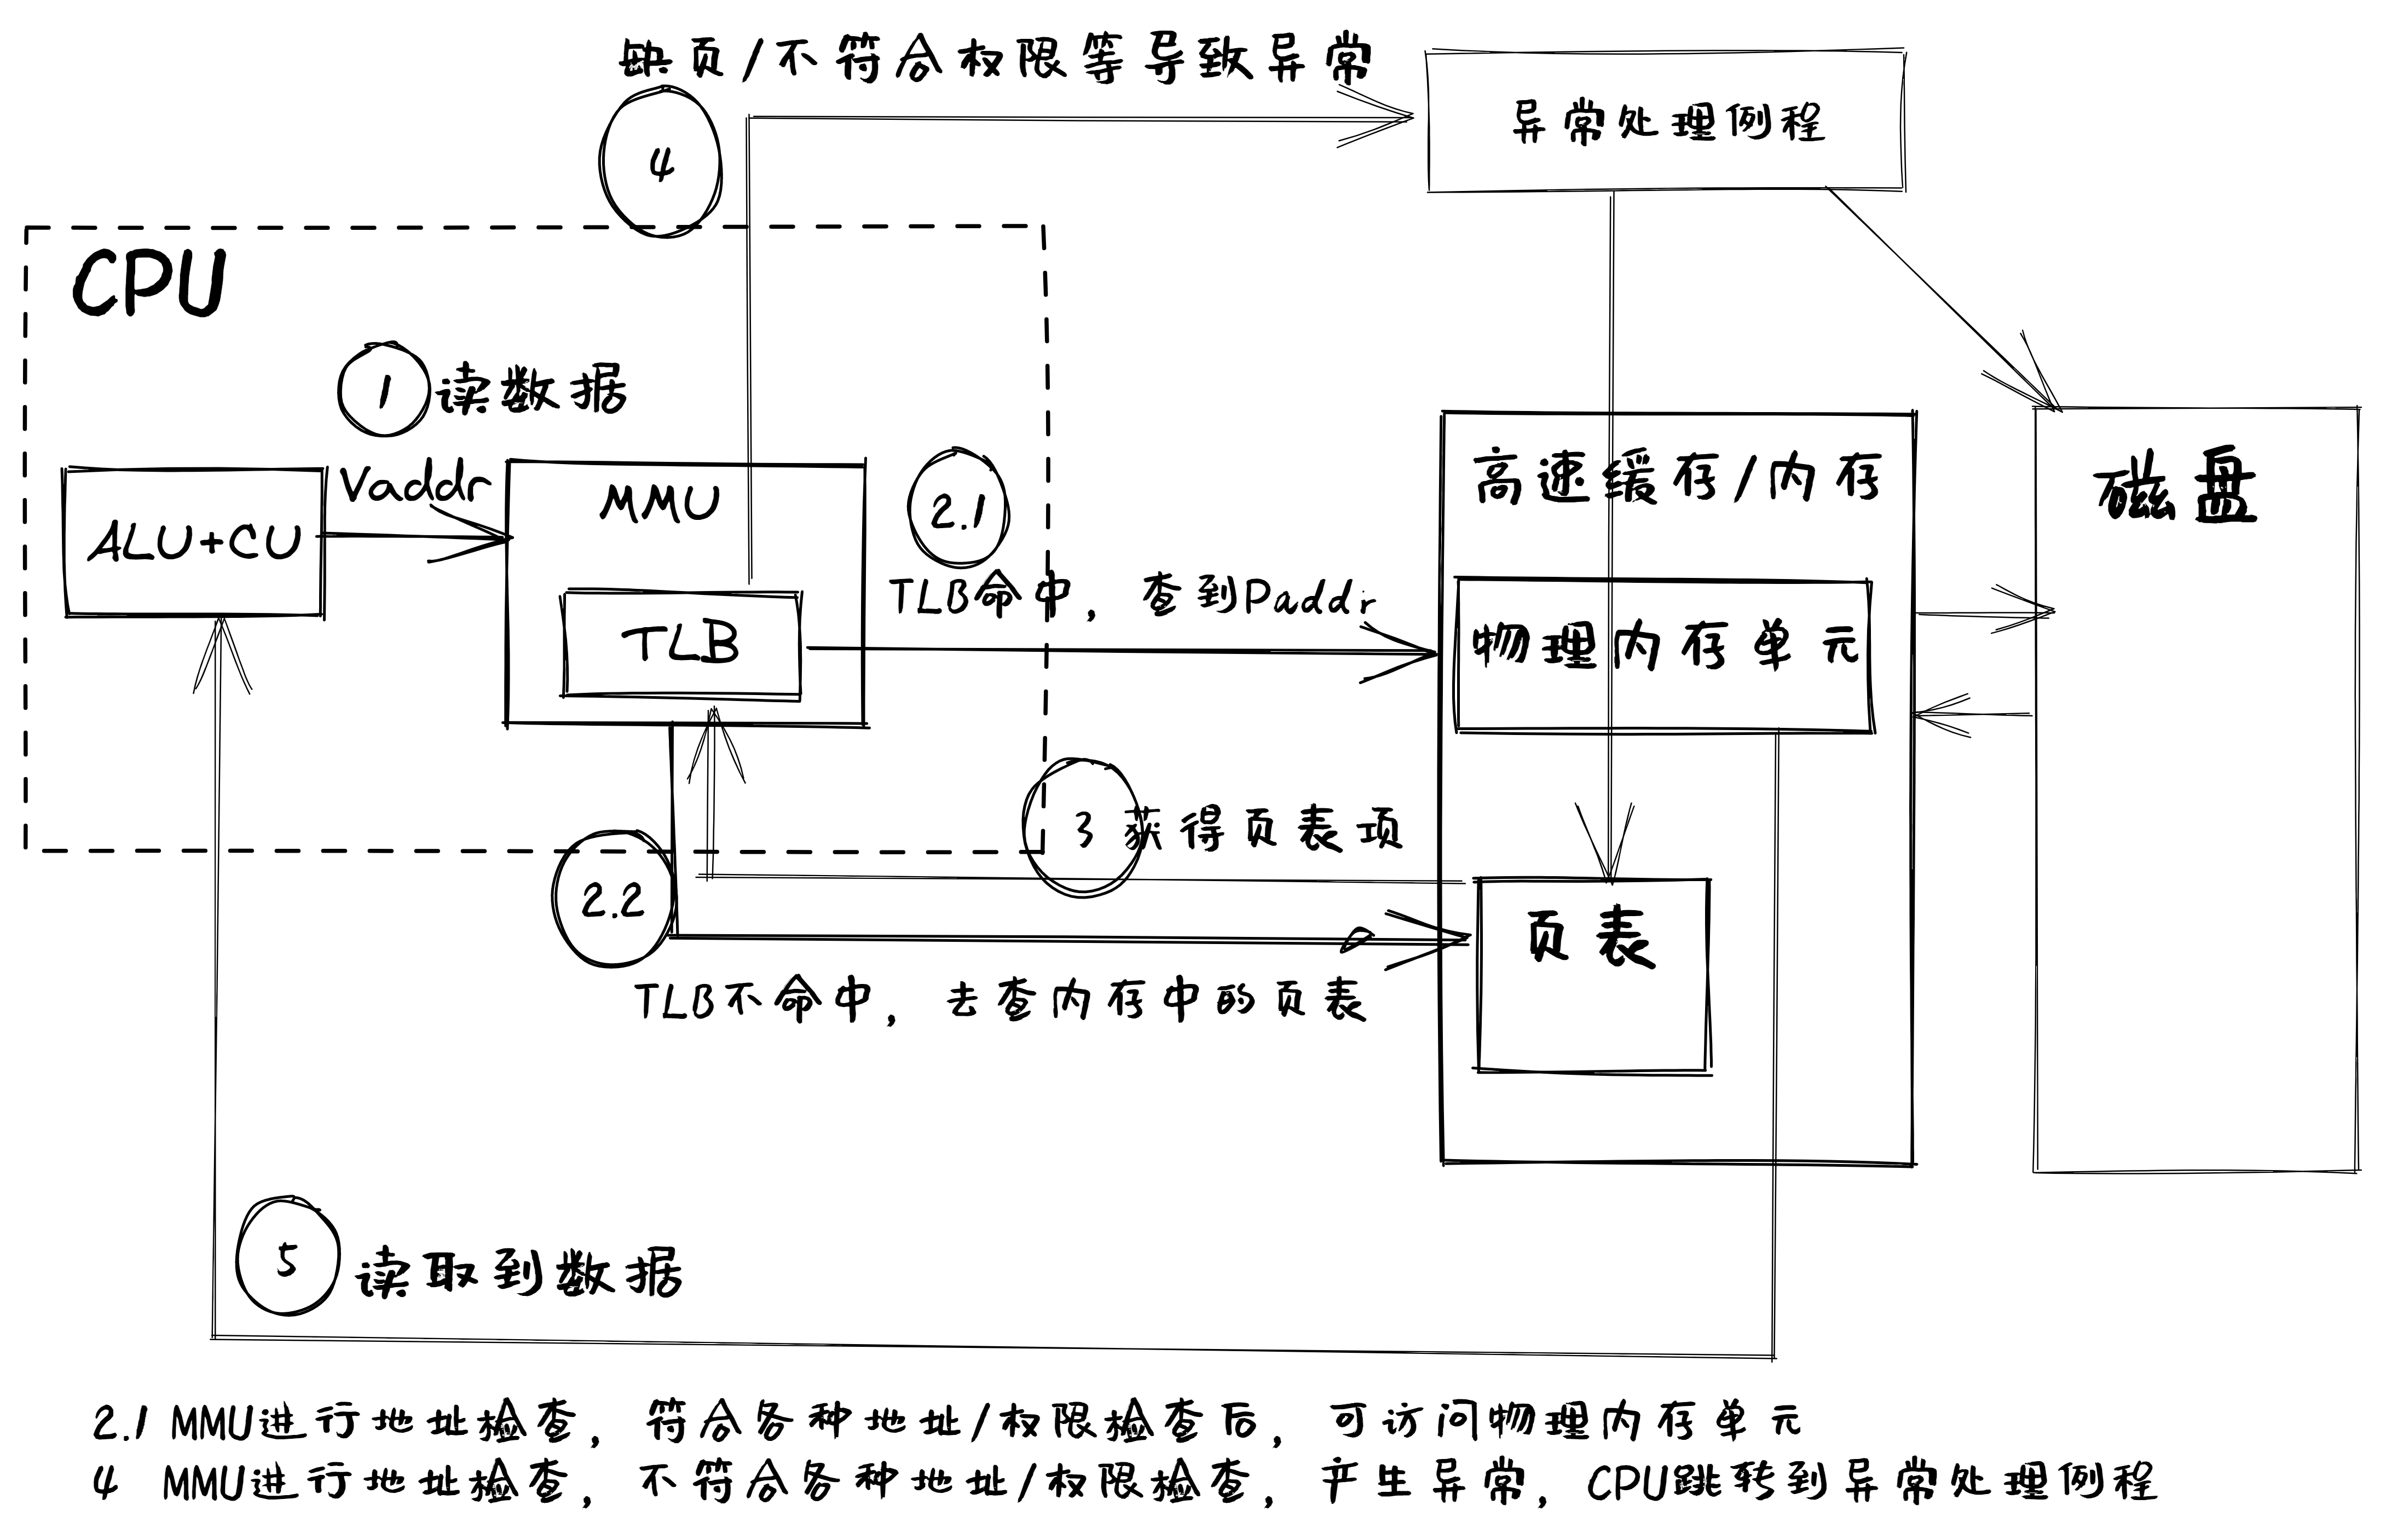 缺页/不符合权限等导致异常
异常处理例程
4
CPU
1 读数据
Vaddr
ALU+CU
MMU
TLB
2.1
TLB命中，查到Paddr
高速缓存/内存
磁盘
物理内存单元
3 获得页表项
2.2
页表
TLB不命中，去查内存中的页表
5 读取到数据
2.1 MMU进行地址检查，符合各种地址/权限检查后，可访问物理内存单元
4 MMU进行地址检查，不符合各种地址/权限检查，产生异常，CPU跳转到异常处理例程